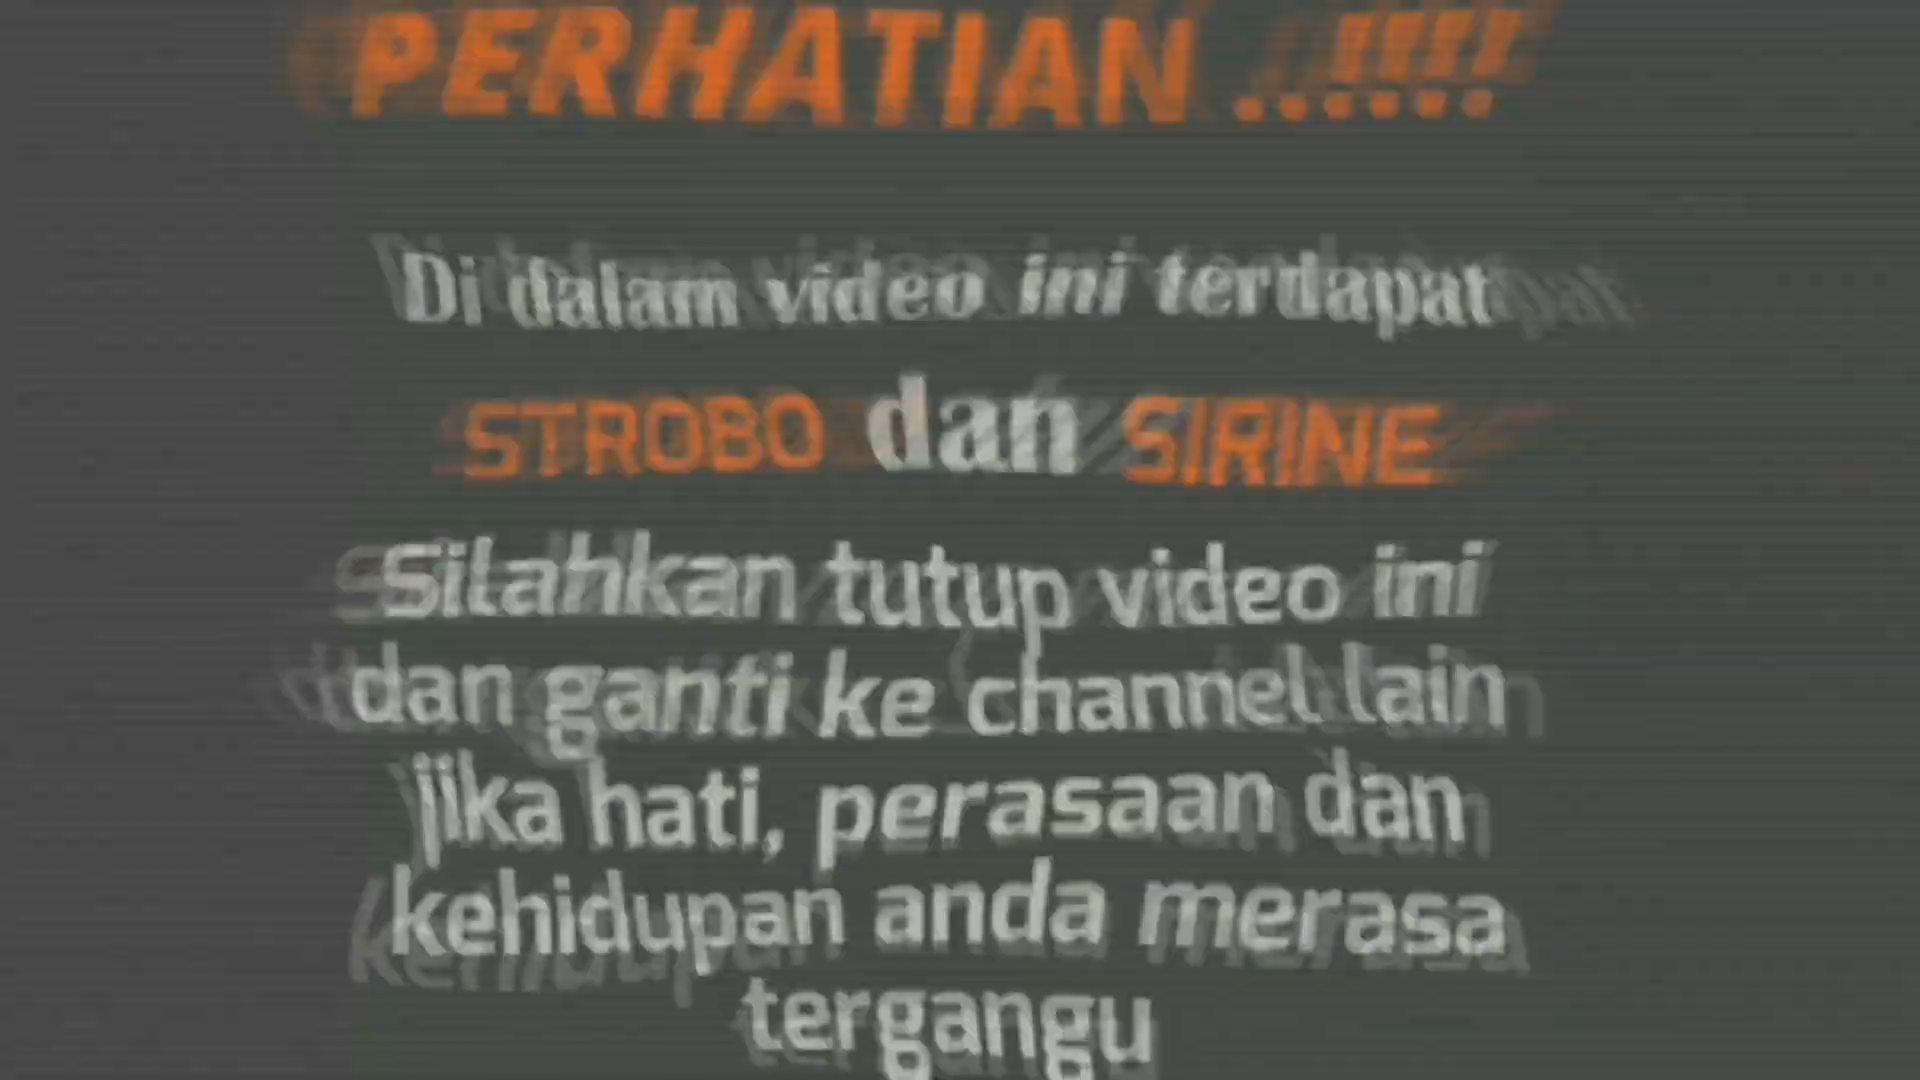 PERHATIAN ..!!!!
Di dalam video ini terdapat
STROBO dan SIRINE
Silahkan tutup video ini
dan ganti ke channel lain
jika hati, perasaan dan
kehidupan anda merasa
tergangu